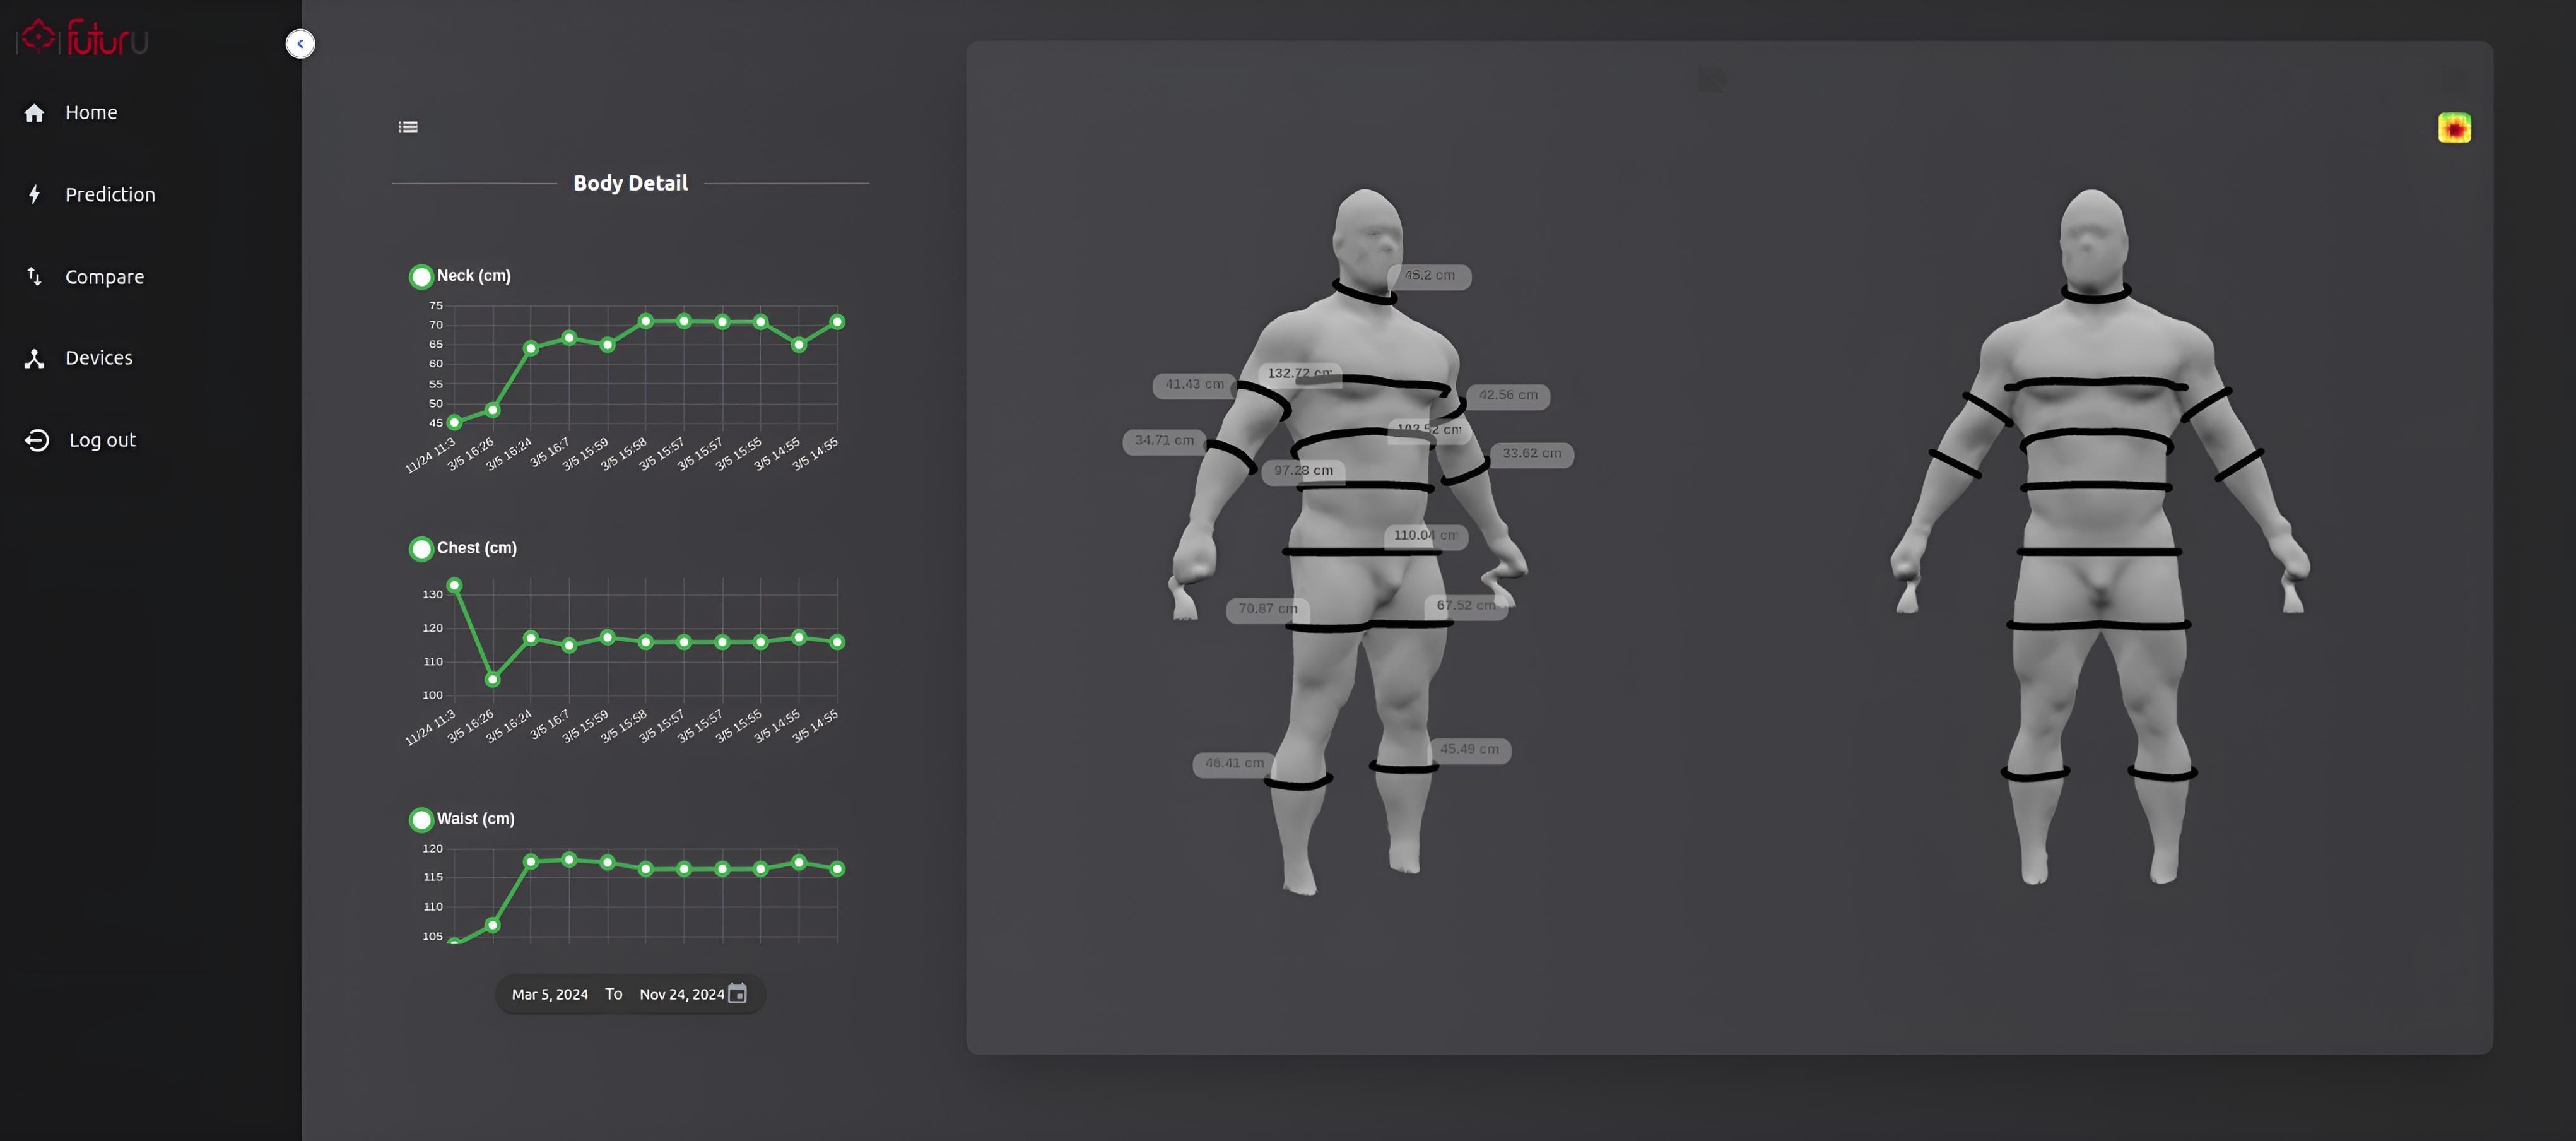 futurU
Home
Prediction
Compare
Devices
Log out
Body Detail
Neck (cm)
75
70
65
60
55
50
45
11/24 11:3
3/5 16:26
3/5 16:24
3/5 16:7
3/5 15:59
3/5 15:58
3/5 15:57
3/5 15:57
3/5 15:55
3/5 14:55
3/5 14:55
Chest (cm)
130
120
110
100
11/24 11:3
3/5 16:26
3/5 16:24
3/5 16:7
3/5 15:59
3/5 15:58
3/5 15:57
3/5 15:57
3/5 15:55
3/5 14:55
3/5 14:55
Waist (cm)
120
115
110
105
Mar 5, 2024 To Nov 24, 2024
45.2 cm
132.72 cm
41.43 cm
42.56 cm
103.52 cm
34.71 cm
33.62 cm
97.28 cm
110.04 cm
70.87 cm
67.52 cm
46.41 cm
45.49 cm